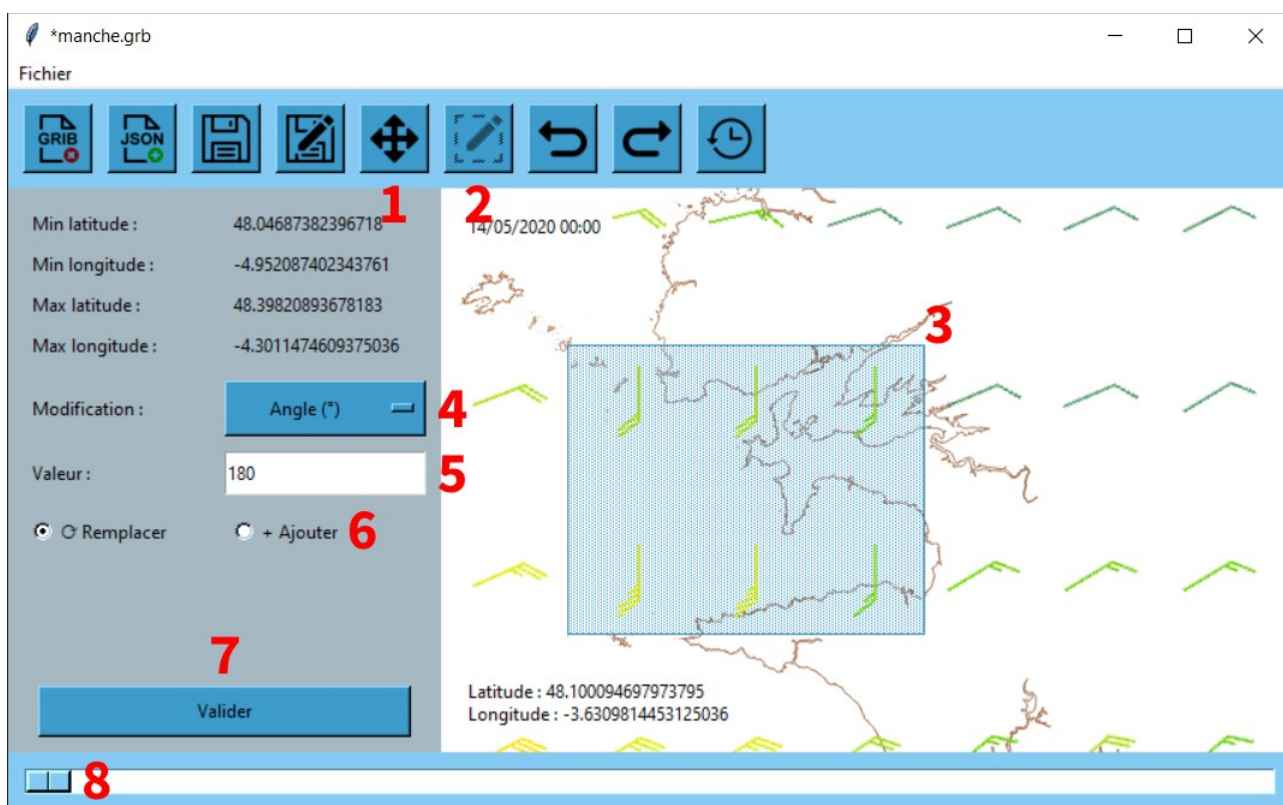 *manche.grb
Fichier
GRIB
JSON
1
2
Min latitude : 48.04687382396718
14/05/2020 00:00
Min longitude : -4.952087402343761
Max latitude : 48.39820893678183
3
Max longitude : -4.3011474609375036
Modification : Angle (°) 4
Valeur : 180 5
⟳ Remplacer + Ajouter 6
7
Valider
Latitude : 48.100094697973795
Longitude : -3.6309814453125036
8